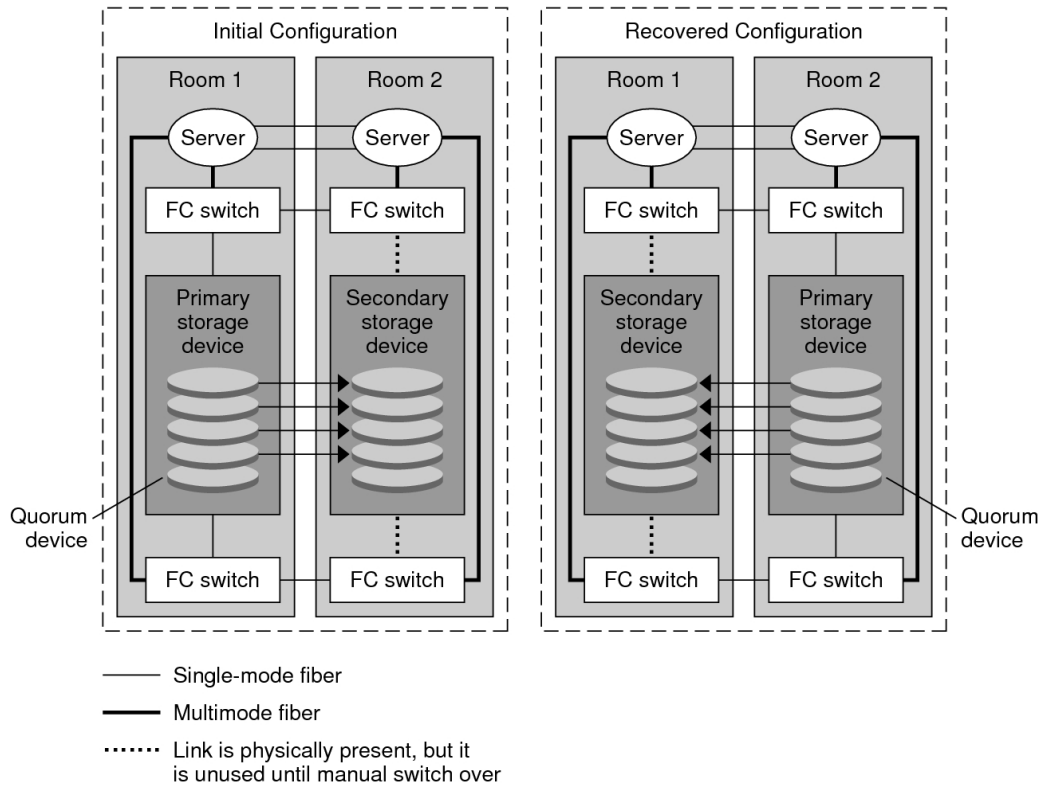 Initial Configuration
Room 1
Room 2
Server
Server
FC switch
FC switch
Primary
storage
device
Secondary
storage
device
Quorum
device
FC switch
FC switch
Recovered Configuration
Room 1
Room 2
Server
Server
FC switch
FC switch
Secondary
storage
device
Primary
storage
device
Quorum
device
FC switch
FC switch
Single-mode fiber
Multimode fiber
Link is physically present, but it
is unused until manual switch over